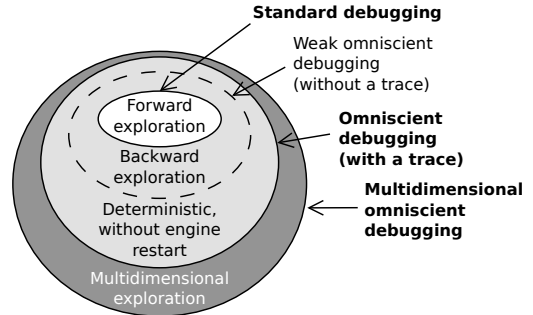 Standard debugging
Weak omniscient
debugging
(without a trace)
Omniscient
debugging
(with a trace)
Multidimensional
omniscient
debugging
Forward
exploration
Backward
exploration
Deterministic,
without engine
restart
Multidimensional
exploration